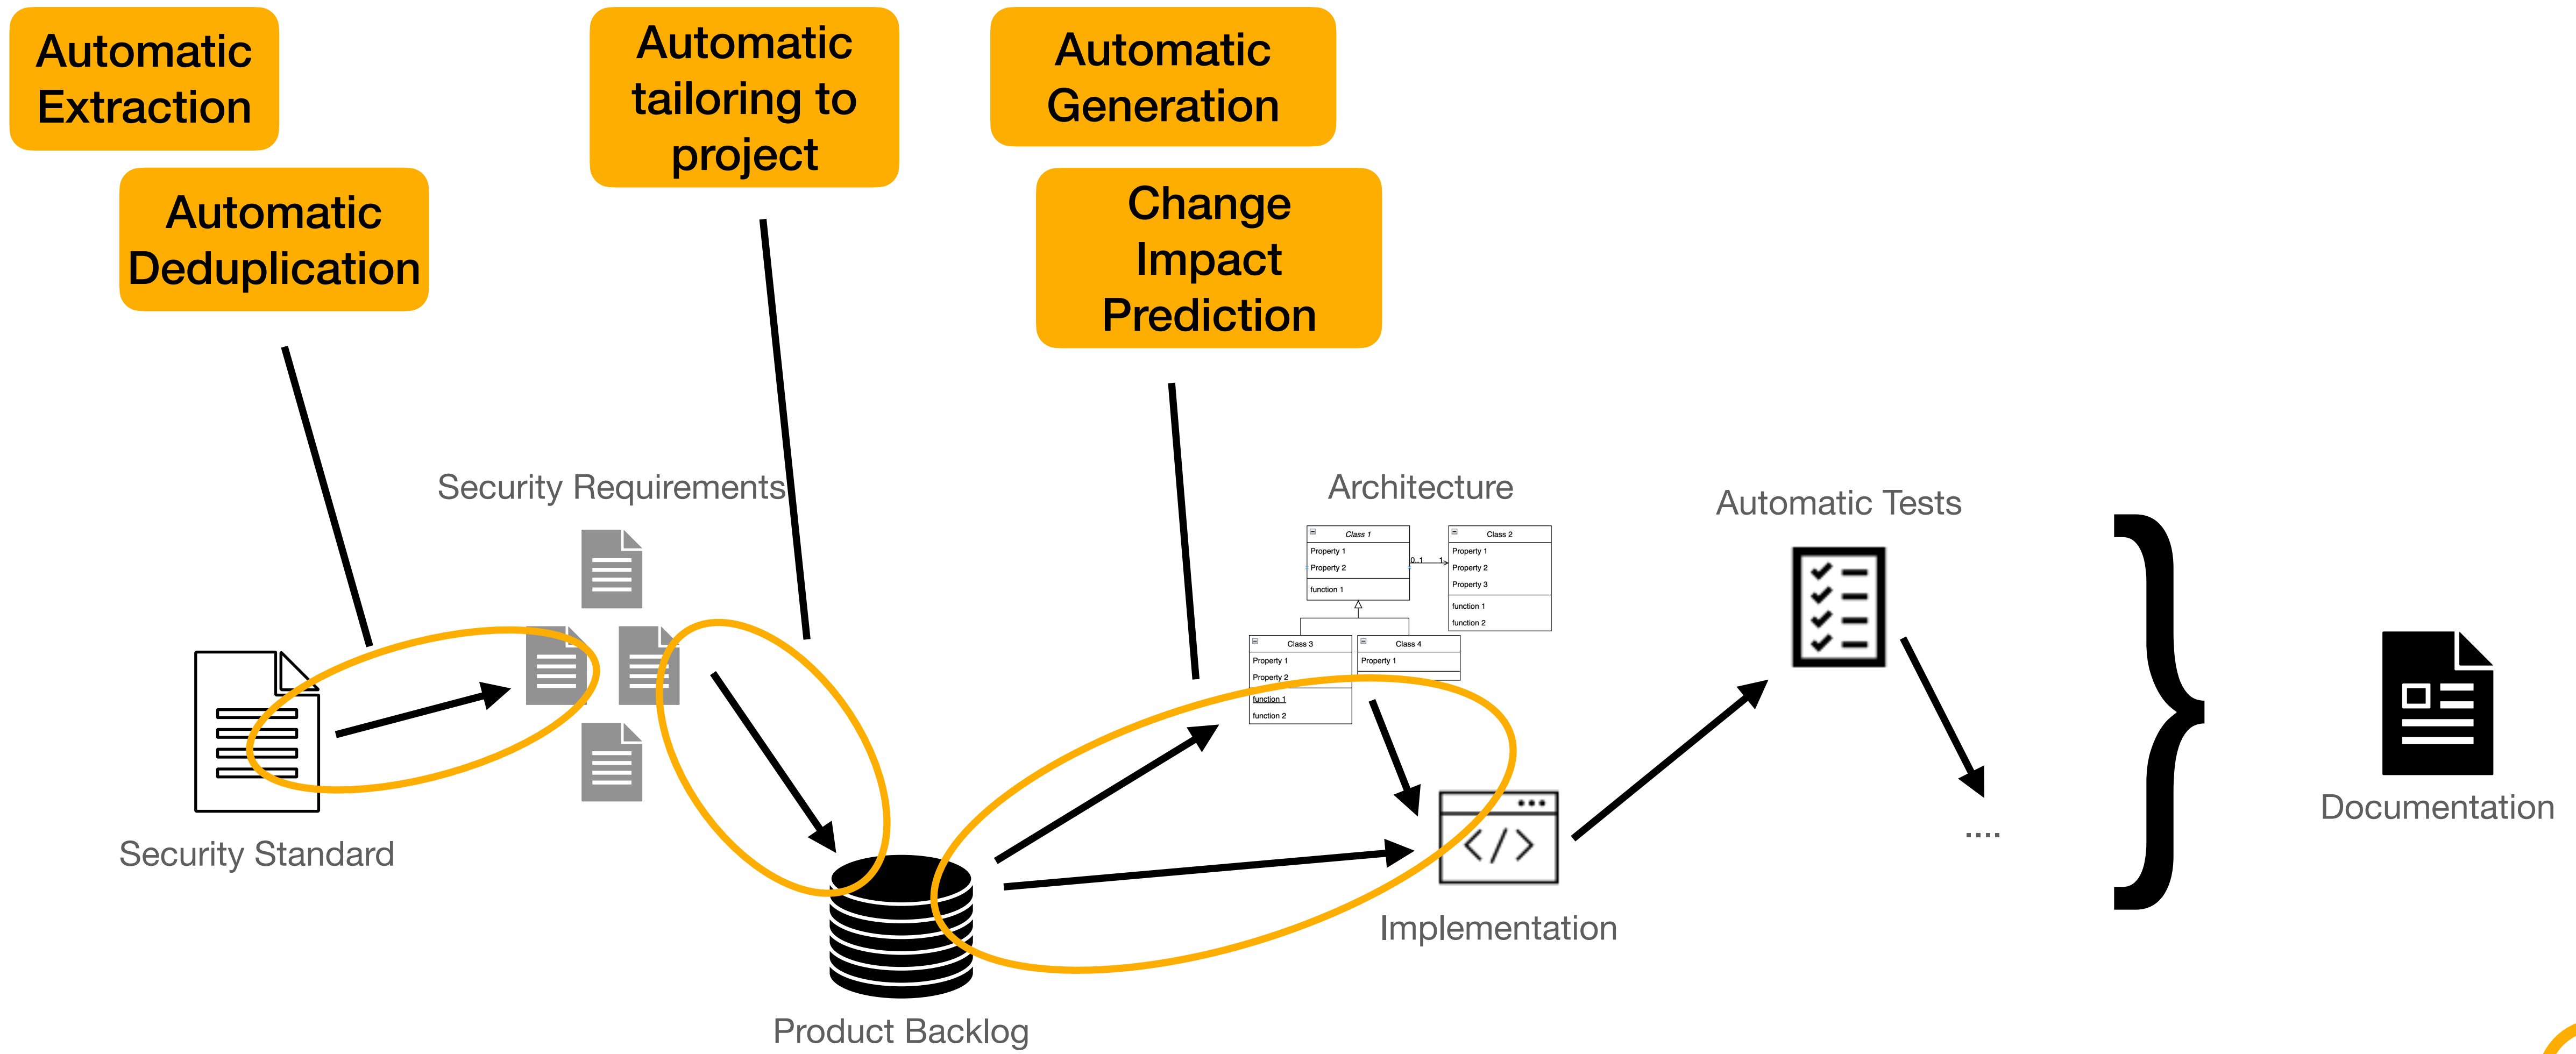 Automatic
Extraction
Automatic
Deduplication
Automatic
tailoring to
project
Automatic
Generation
Change
Impact
Prediction
Security Requirements
Architecture
Automatic Tests
Class 1
Property 1
Property 2
function 1
0..1
1
Class 2
Property 1
Property 2
Property 3
function 1
function 2
Class 3
Property 1
Property 2
function 1
function 2
Class 4
Property 1
</>
....
}
Security Standard
Product Backlog
Implementation
Documentation